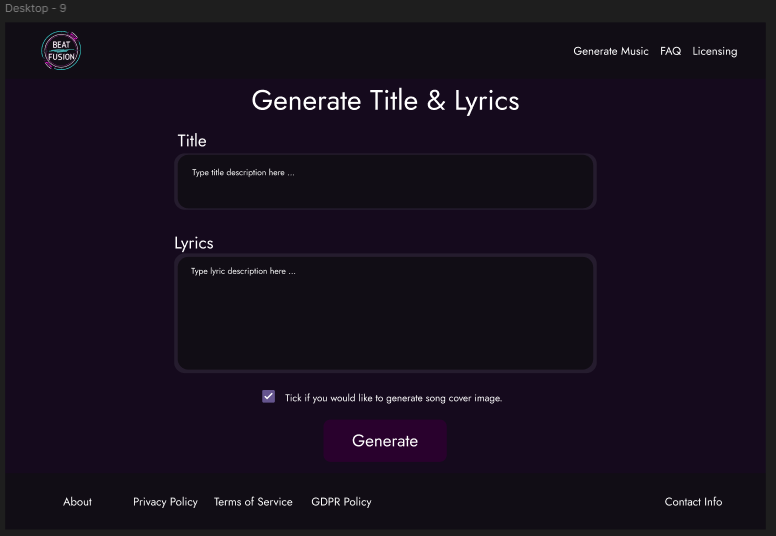 Desktop - 9
BEAT
FUSION
Generate Music FAQ Licensing
Generate Title & Lyrics
Title
Type title description here ...
Lyrics
Type lyric description here ...
Tick if you would like to generate song cover image.
Generate
About Privacy Policy Terms of Service GDPR Policy Contact Info